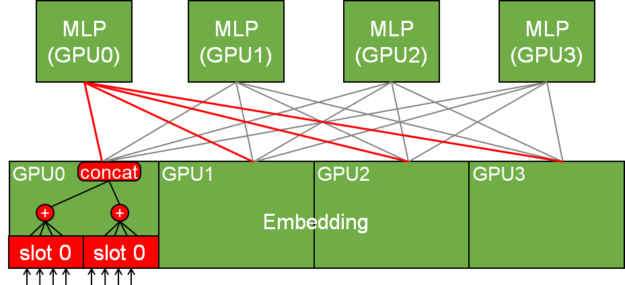 MLP
(GPU0)
MLP
(GPU1)
MLP
(GPU2)
MLP
(GPU3)
GPU0
concat
GPU1
GPU2
GPU3
+
+
Embedding
slot 0
slot 0